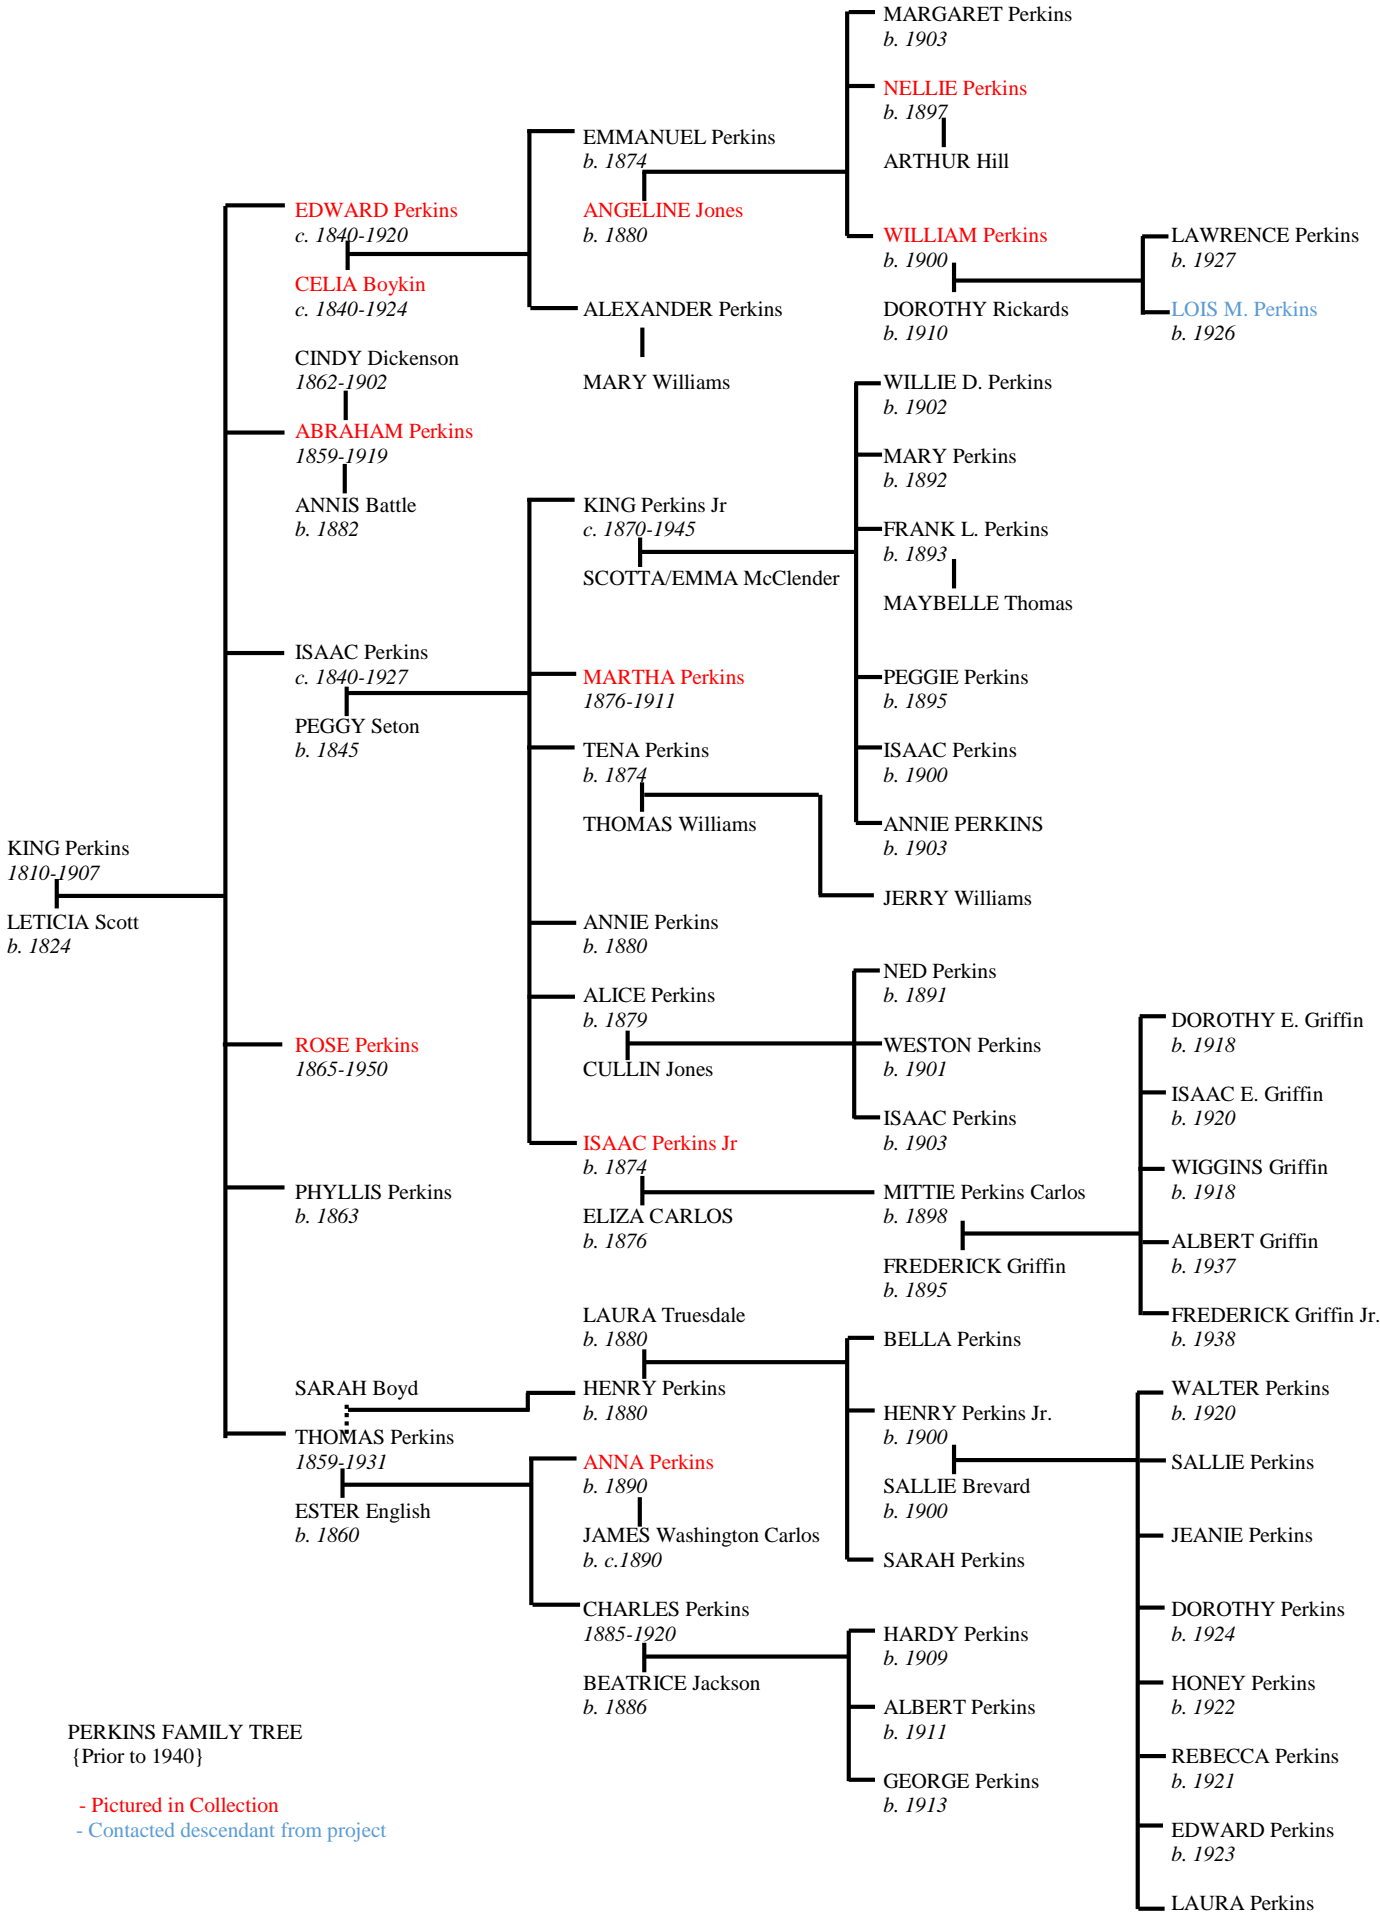 KING Perkins
1810-1907
LETICIA Scott
b. 1824
EDWARD Perkins
c. 1840-1920
CELIA Boykin
c. 1840-1924
CINDY Dickenson
1862-1902
ABRAHAM Perkins
1859-1919
ANNIS Battle
b. 1882
ISAAC Perkins
c. 1840-1927
PEGGY Seton
b. 1845
ROSE Perkins
1865-1950
PHYLLIS Perkins
b. 1863
SARAH Boyd
THOMAS Perkins
1859-1931
ESTER English
b. 1860
EMMANUEL Perkins
b. 1874
ANGELINE Jones
b. 1880
ALEXANDER Perkins
MARY Williams
KING Perkins Jr
c. 1870-1945
SCOTTA/EMMA McClender
MARTHA Perkins
1876-1911
TENA Perkins
b. 1874
THOMAS Williams
ANNIE Perkins
b. 1880
ALICE Perkins
b. 1879
CULLIN Jones
ISAAC Perkins Jr
b. 1874
ELIZA CARLOS
b. 1876
LAURA Truesdale
b. 1880
HENRY Perkins
b. 1880
ANNA Perkins
b. 1890
JAMES Washington Carlos
b. c.1890
CHARLES Perkins
1885-1920
BEATRICE Jackson
b. 1886
MARGARET Perkins
b. 1903
NELLIE Perkins
b. 1897
ARTHUR Hill
WILLIAM Perkins
b. 1900
DOROTHY Rickards
b. 1910
WILLIE D. Perkins
b. 1902
MARY Perkins
b. 1892
FRANK L. Perkins
b. 1893
MAYBELLE Thomas
PEGGIE Perkins
b. 1895
ISAAC Perkins
b. 1900
ANNIE PERKINS
b. 1903
JERRY Williams
NED Perkins
b. 1891
WESTON Perkins
b. 1901
ISAAC Perkins
b. 1903
MITTIE Perkins Carlos
b. 1898
FREDERICK Griffin
b. 1895
BELLA Perkins
HENRY Perkins Jr.
b. 1900
SALLIE Brevard
b. 1900
SARAH Perkins
HARDY Perkins
b. 1909
ALBERT Perkins
b. 1911
GEORGE Perkins
b. 1913
LAWRENCE Perkins
b. 1927
LOIS M. Perkins
b. 1926
DOROTHY E. Griffin
b. 1918
ISAAC E. Griffin
b. 1920
WIGGINS Griffin
b. 1918
ALBERT Griffin
b. 1937
FREDERICK Griffin Jr.
b. 1938
WALTER Perkins
b. 1920
SALLIE Perkins
JEANIE Perkins
DOROTHY Perkins
b. 1924
HONEY Perkins
b. 1922
REBECCA Perkins
b. 1921
EDWARD Perkins
b. 1923
LAURA Perkins
PERKINS FAMILY TREE
{Prior to 1940}
- Pictured in Collection
- Contacted descendant from project